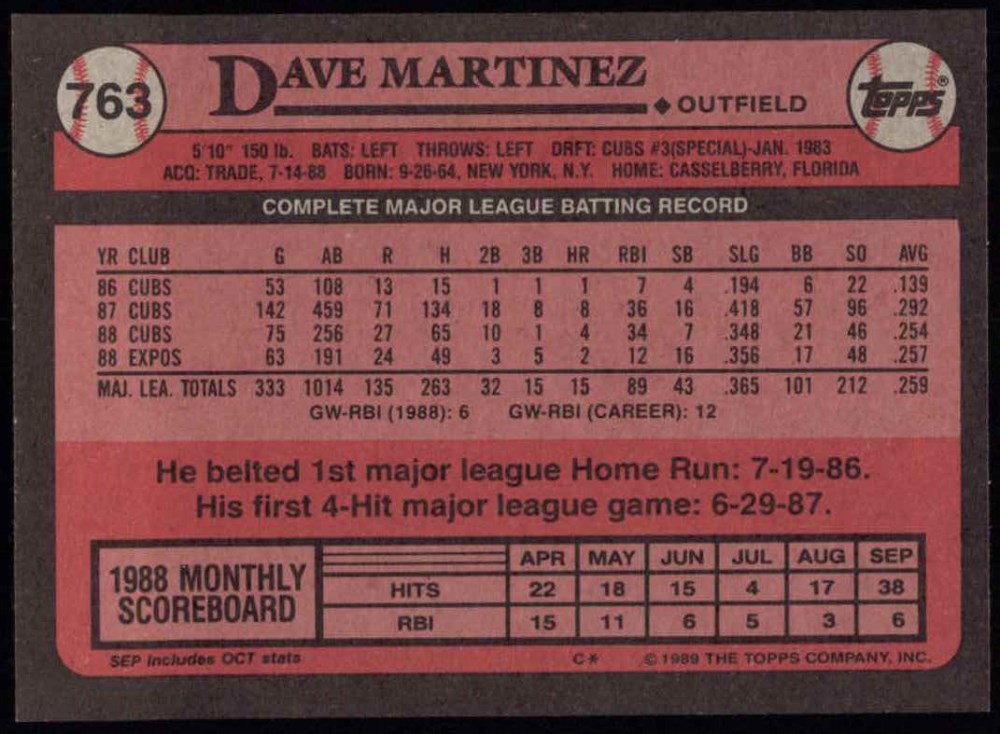 763
DAVE MARTINEZ
◆ OUTFIELD
topps®
5'10" 150 lb. BATS: LEFT THROWS: LEFT DRFT: CUBS #3(SPECIAL)-JAN. 1983
ACQ: TRADE, 7-14-88 BORN: 9-26-64, NEW YORK, N.Y. HOME: CASSELBERRY, FLORIDA
COMPLETE MAJOR LEAGUE BATTING RECORD
YR CLUB G AB R H 2B 3B HR RBI SB SLG BB SO AVG
86 CUBS 53 108 13 15 1 1 1 7 4 .194 6 22 .139
87 CUBS 142 459 71 134 18 8 8 36 16 .418 57 96 .292
88 CUBS 75 256 27 65 10 1 4 34 7 .348 21 46 .254
88 EXPOS 63 191 24 49 3 5 2 12 16 .356 17 48 .257
MAJ. LEA. TOTALS 333 1014 135 263 32 15 15 89 43 .365 101 212 .259
GW-RBI (1988): 6 GW-RBI (CAREER): 12
He belted 1st major league Home Run: 7-19-86.
His first 4-Hit major league game: 6-29-87.
1988 MONTHLY
SCOREBOARD
APR MAY JUN JUL AUG SEP
HITS 22 18 15 4 17 38
RBI 15 11 6 5 3 6
SEP includes OCT stats C* © 1989 THE TOPPS COMPANY, INC.